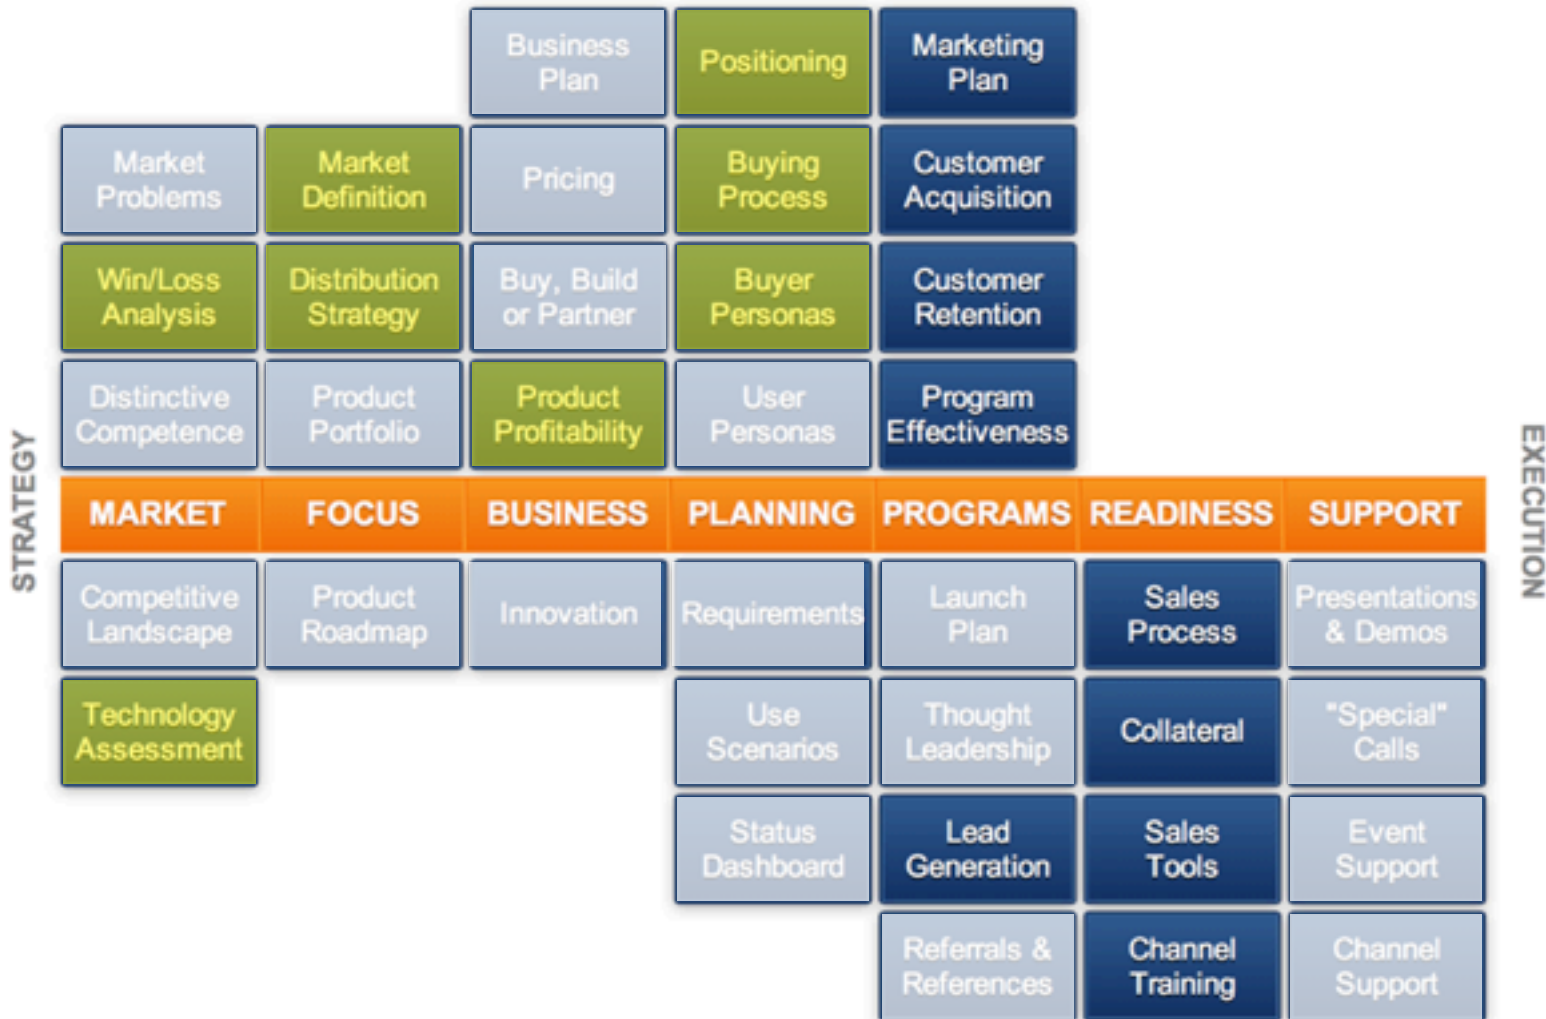 Business
Plan
Positioning
Marketing
Plan
Market
Problems
Market
Definition
Pricing
Buying
Process
Customer
Acquisition
Win/Loss
Analysis
Distribution
Strategy
Buy, Build
or Partner
Buyer
Personas
Customer
Retention
Distinctive
Competence
Product
Portfolio
Product
Profitability
User
Personas
Program
Effectiveness
STRATEGY
MARKET
FOCUS
BUSINESS
PLANNING
PROGRAMS
READINESS
SUPPORT
EXECUTION
Competitive
Landscape
Product
Roadmap
Innovation
Requirements
Launch
Plan
Sales
Process
Presentations
& Demos
Technology
Assessment
Use
Scenarios
Thought
Leadership
Collateral
"Special"
Calls
Status
Dashboard
Lead
Generation
Sales
Tools
Event
Support
Referrals &
References
Channel
Training
Channel
Support